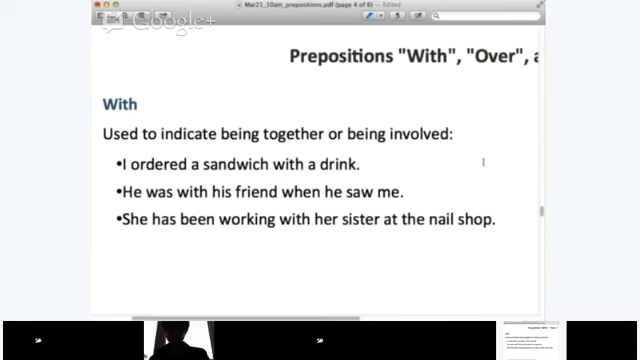 Mar21_10am_prepositions.pdf (page 4 of 6) — Edited
Google+
Prepositions "With", "Over", a
With
Used to indicate being together or being involved:
•I ordered a sandwich with a drink.
•He was with his friend when he saw me.
•She has been working with her sister at the nail shop.